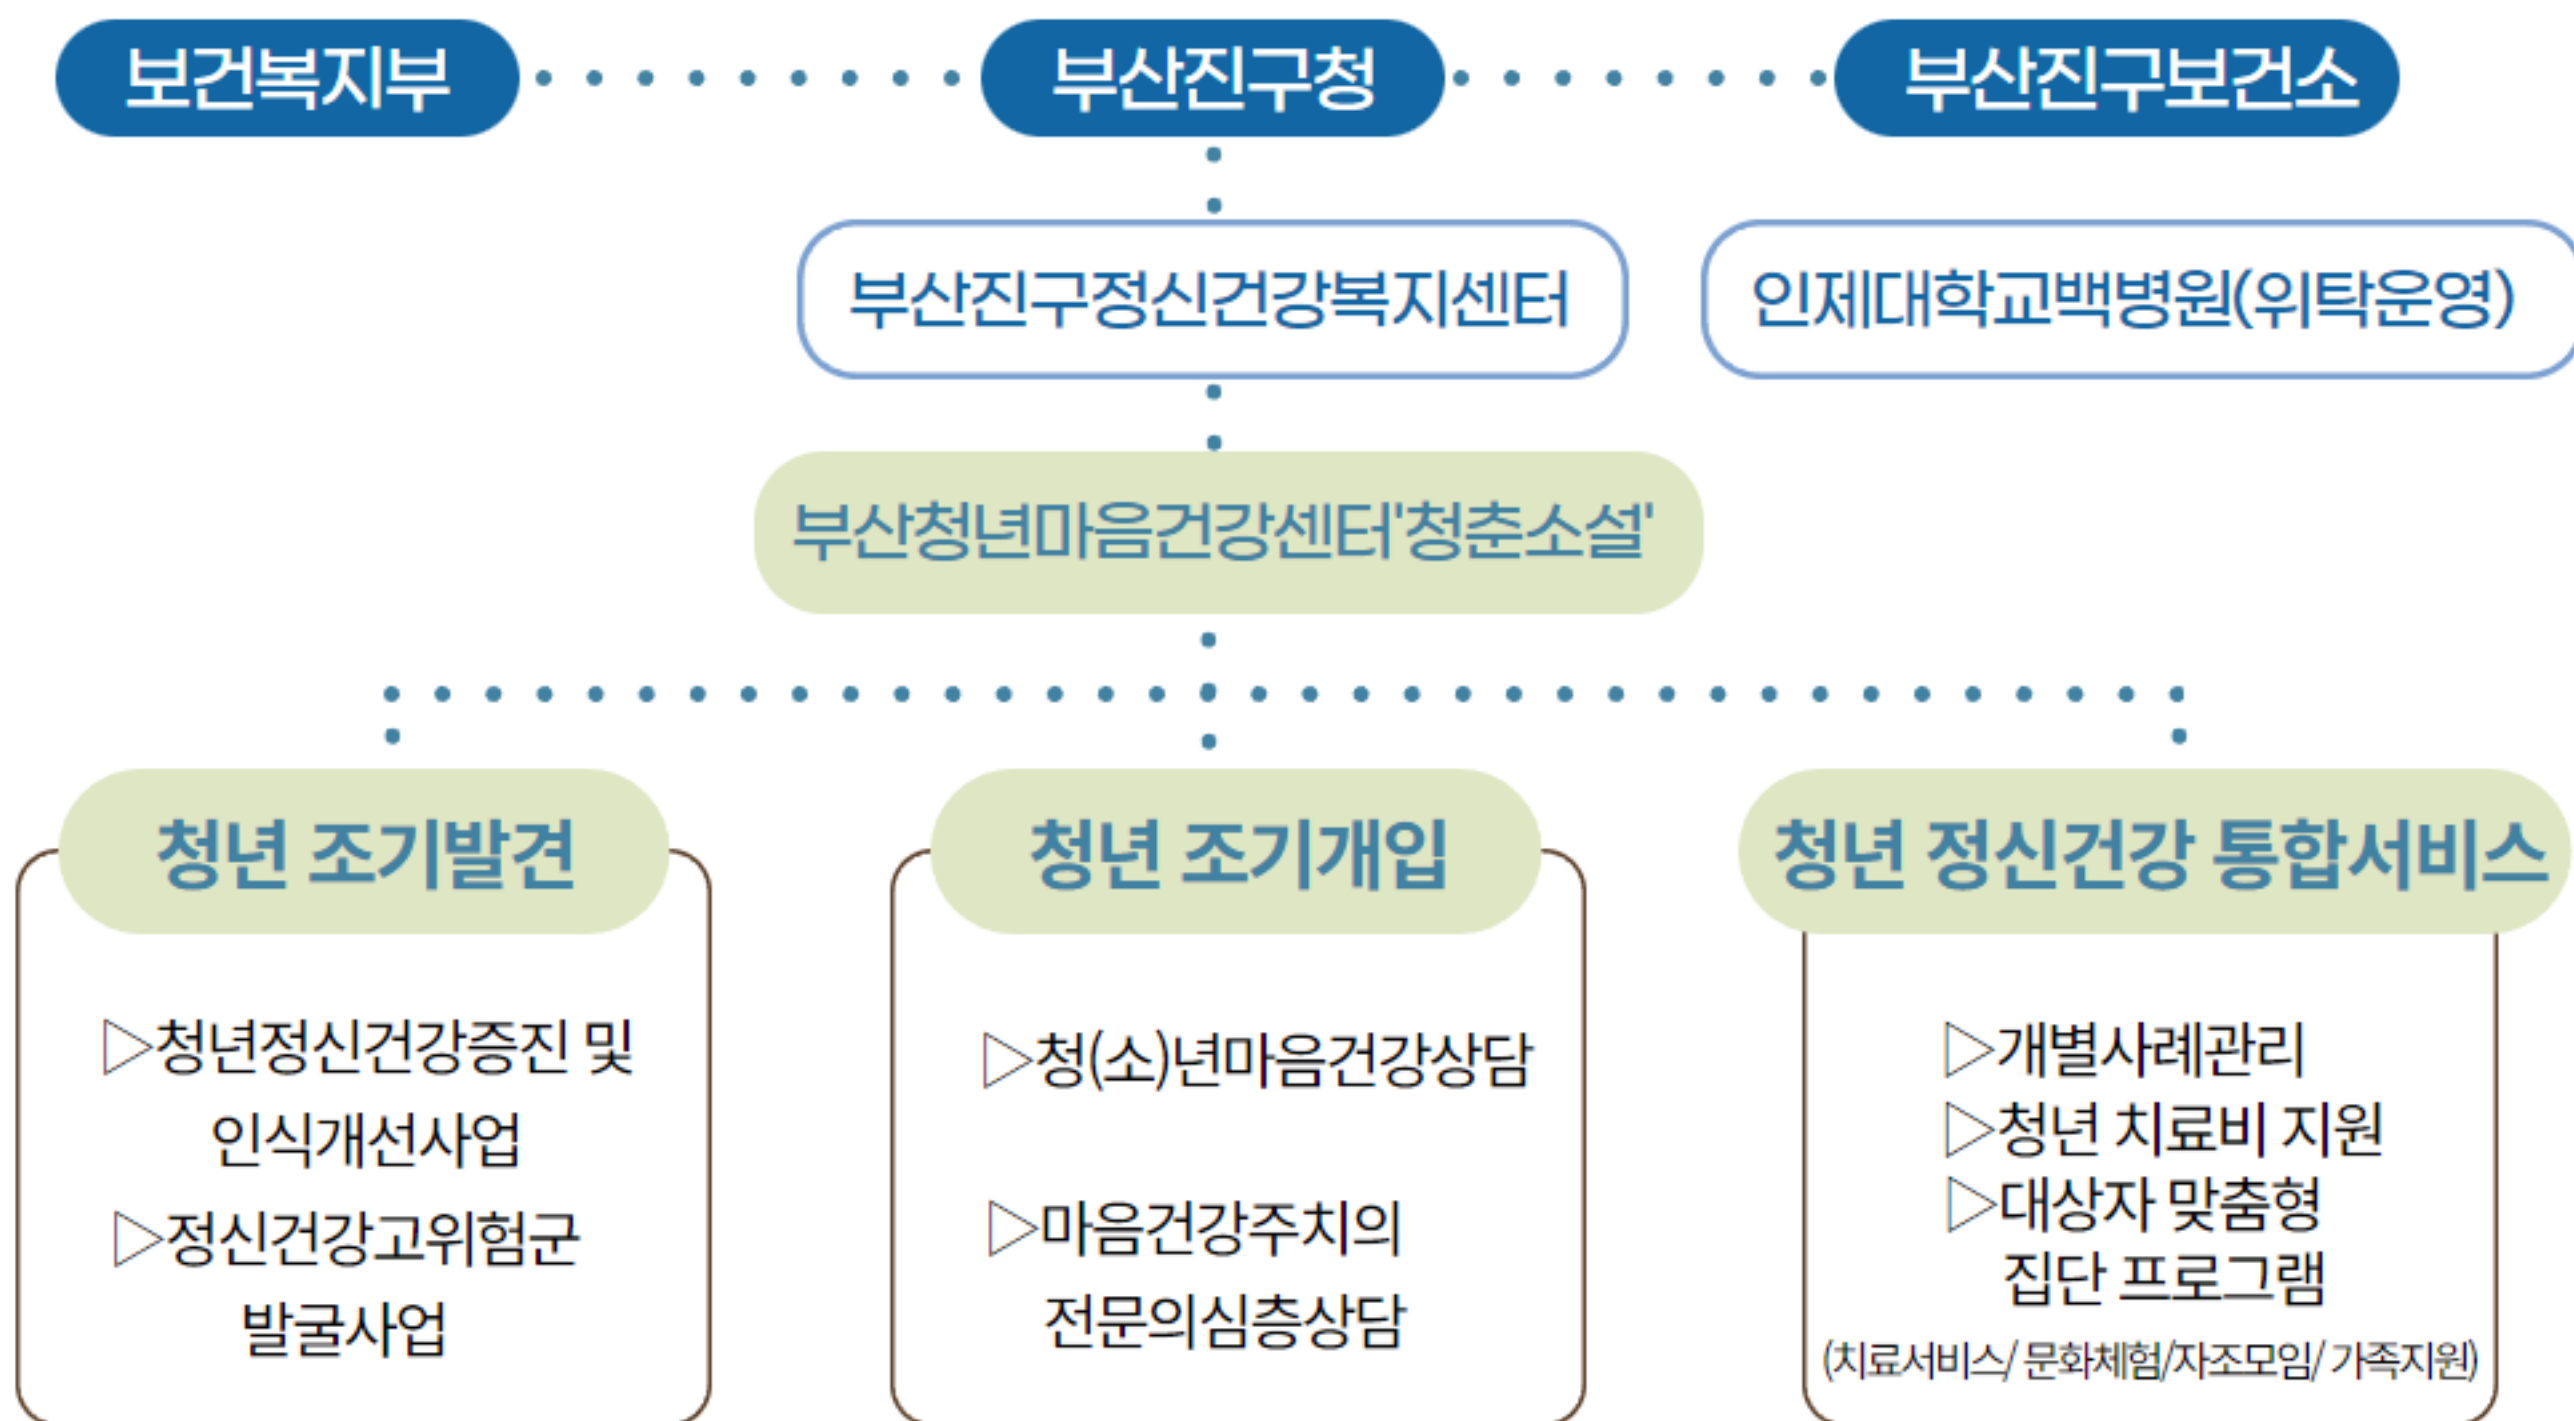 보건복지부
부산진구청
부산진구보건소
부산진구정신건강복지센터
인제대학교백병원(위탁운영)
부산청년마음건강센터'청춘소설'
청년 조기발견
▷청년정신건강증진 및
인식개선사업
▷정신건강고위험군
발굴사업
청년 조기개입
▷청(소)년마음건강상담
▷마음건강주치의
전문의심층상담
청년 정신건강 통합서비스
▷개별사례관리
▷청년 치료비 지원
▷대상자 맞춤형
집단 프로그램
(치료서비스/ 문화체험/자조모임/ 가족지원)